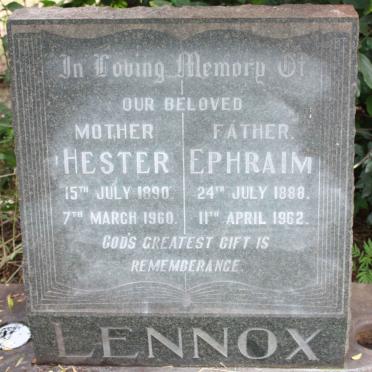 In Loving Memory Of
OUR BELOVED
MOTHER FATHER.
HESTER EPHRAIM
15TH JULY 1890. 24TH JULY 1888.
7TH MARCH 1960. 11TH APRIL 1962.
GODS GREATEST GIFT IS
REMEMBERANCE.
LENNOX